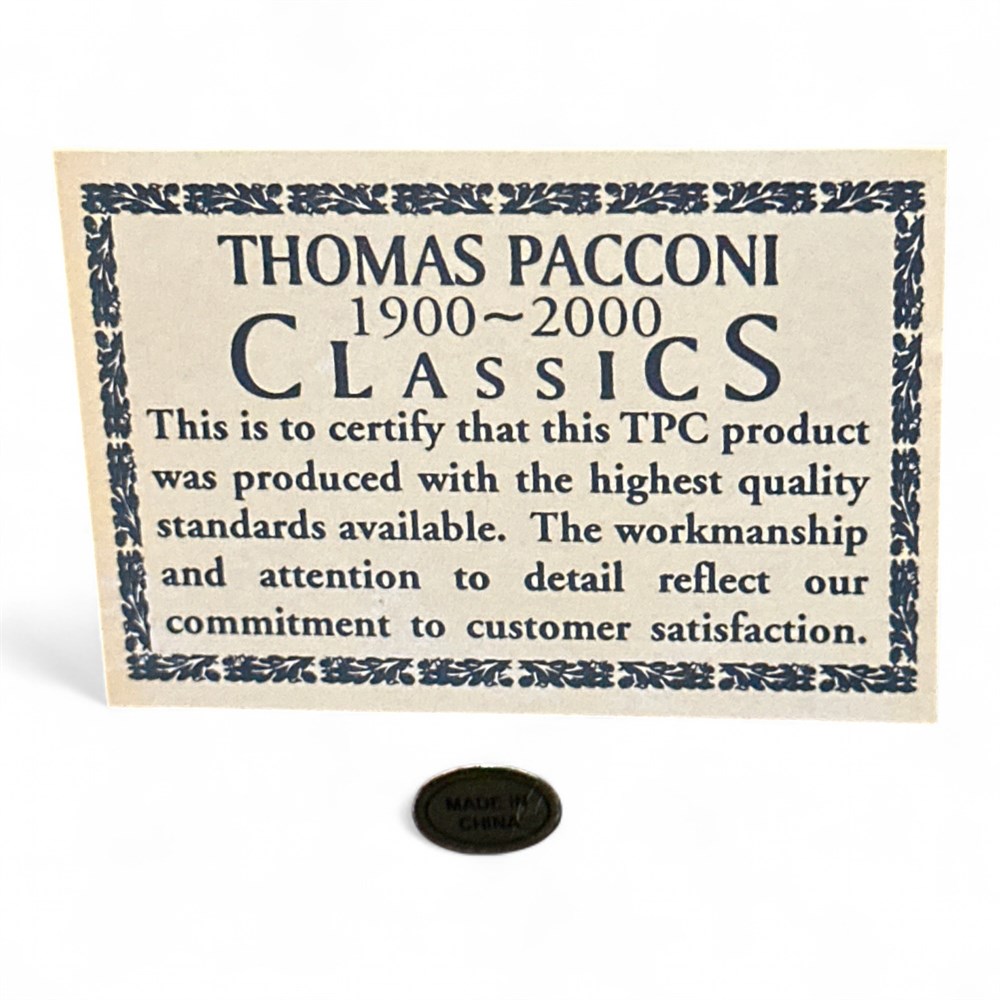 THOMAS PACCONI
1900~2000
CLASSICS
This is to certify that this TPC product
was produced with the highest quality
standards available. The workmanship
and attention to detail reflect our
commitment to customer satisfaction.
MADE IN
CHINA